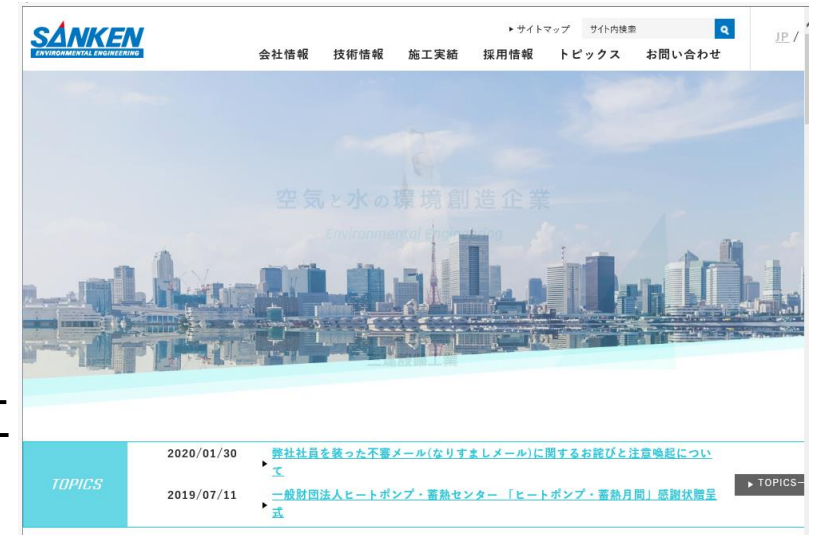 SANKEN
ENVIRONMENTAL ENGINEERING
サイトマップ サイト内検索
JP /
会社情報 技術情報 施工実績 採用情報 トピックス お問い合わせ
空気と水の環境創造企業
Environmental Engineering
TOPICS
2020/01/30 弊社社員を装った不審メール(なりすましメール)に関するお詫びと注意喚起につい
て
2019/07/11 一般財団法人ヒートポンプ・蓄熱センター 「ヒートポンプ・蓄熱月間」感謝状贈呈
式
TOPICS一